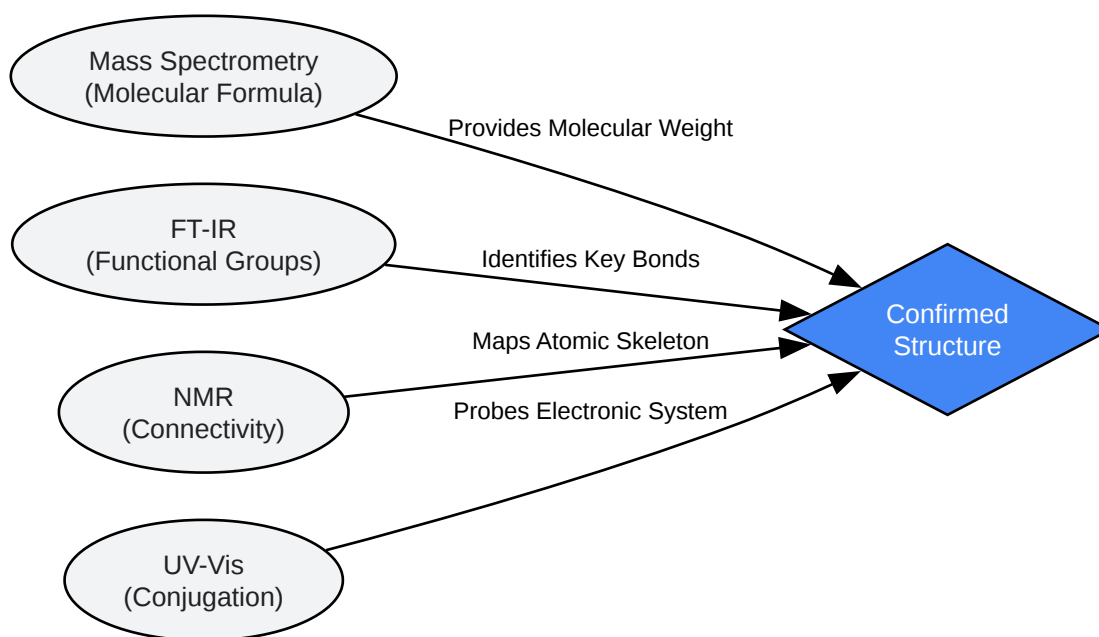 Mass Spectrometry
(Molecular Formula)
Provides Molecular Weight
FT-IR
(Functional Groups)
Identifies Key Bonds
Confirmed
Structure
Maps Atomic Skeleton
NMR
(Connectivity)
Probes Electronic System
UV-Vis
(Conjugation)